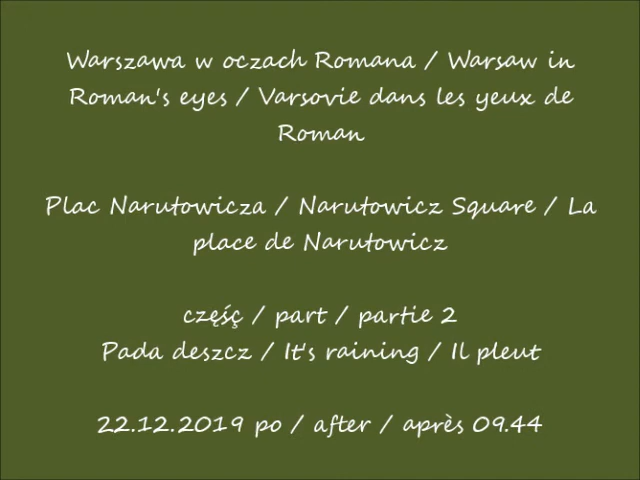 Warszawa w oczach Romana / Warsaw in
Roman's eyes / Varsovie dans les yeux de
Roman
Plac Narutowicza / Narutowicz Square / La
place de Narutowicz
częśç / part / partie 2
Pada deszcz / It's raining / Il pleut
22.12.2019 po / after / après 09.44